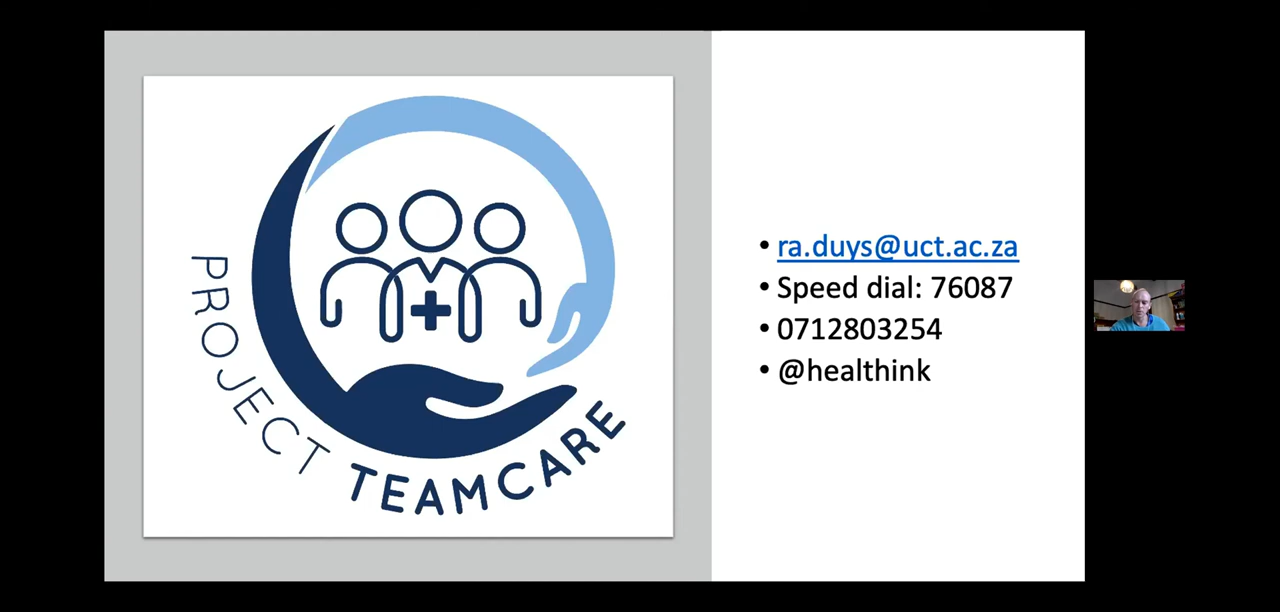 PROJECT TEAMCARE
• ra.duys@uct.ac.za
• Speed dial: 76087
• 0712803254
• @healthink